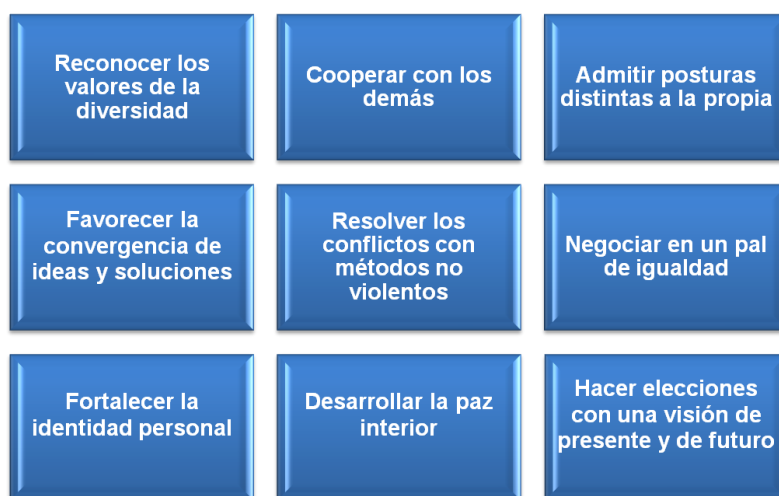 Reconocer los
valores de la
diversidad
Cooperar con los
demás
Admitir posturas
distintas a la propia
Favorecer la
convergencia de
ideas y soluciones
Resolver los
conflictos con
métodos no
violentos
Negociar en un pal
de igualdad
Fortalecer la
identidad personal
Desarrollar la paz
interior
Hacer elecciones
con una visión de
presente y de futuro